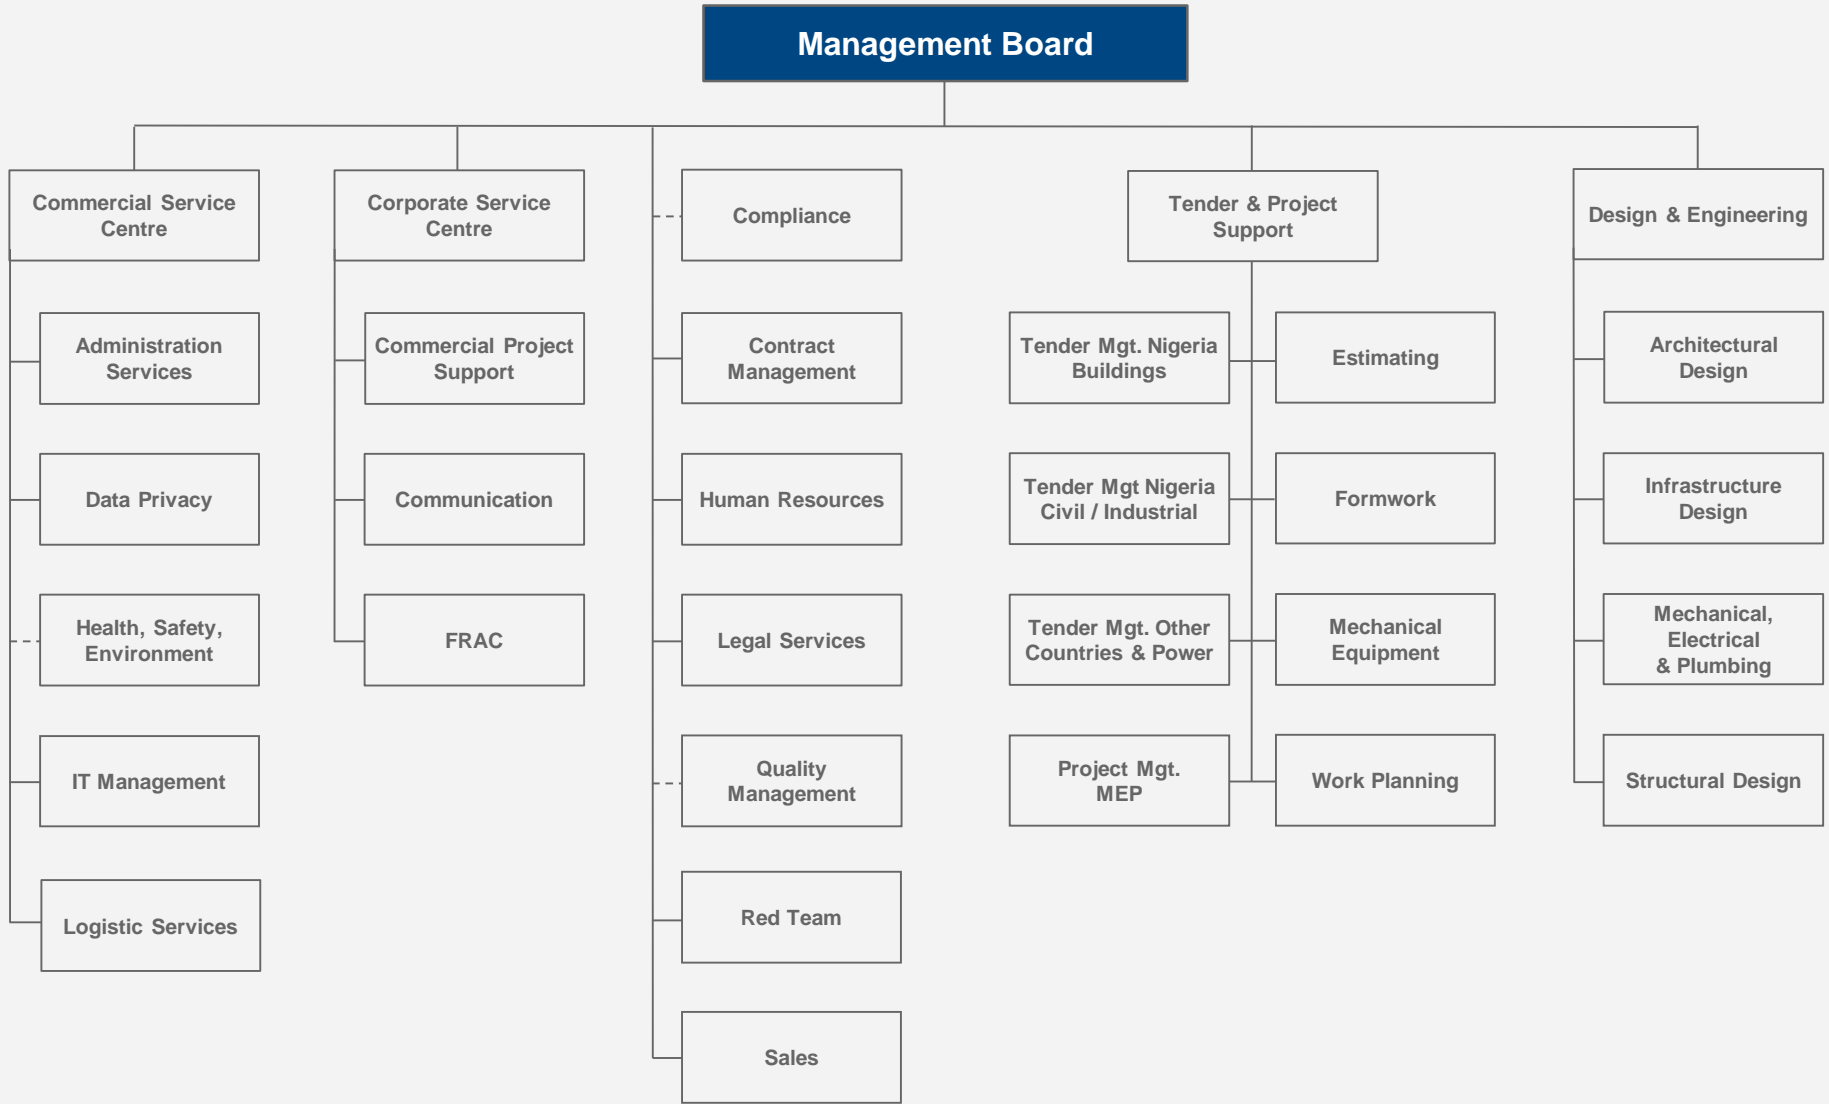 Management Board
Commercial Service
Centre
Administration
Services
Data Privacy
Health, Safety,
Environment
IT Management
Logistic Services
Corporate Service
Centre
Commercial Project
Support
Communication
FRAC
Compliance
Contract
Management
Human Resources
Legal Services
Quality
Management
Red Team
Sales
Tender & Project
Support
Tender Mgt. Nigeria
Buildings
Tender Mgt Nigeria
Civil / Industrial
Tender Mgt. Other
Countries & Power
Project Mgt.
MEP
Estimating
Formwork
Mechanical
Equipment
Work Planning
Design & Engineering
Architectural
Design
Infrastructure
Design
Mechanical,
Electrical
& Plumbing
Structural Design